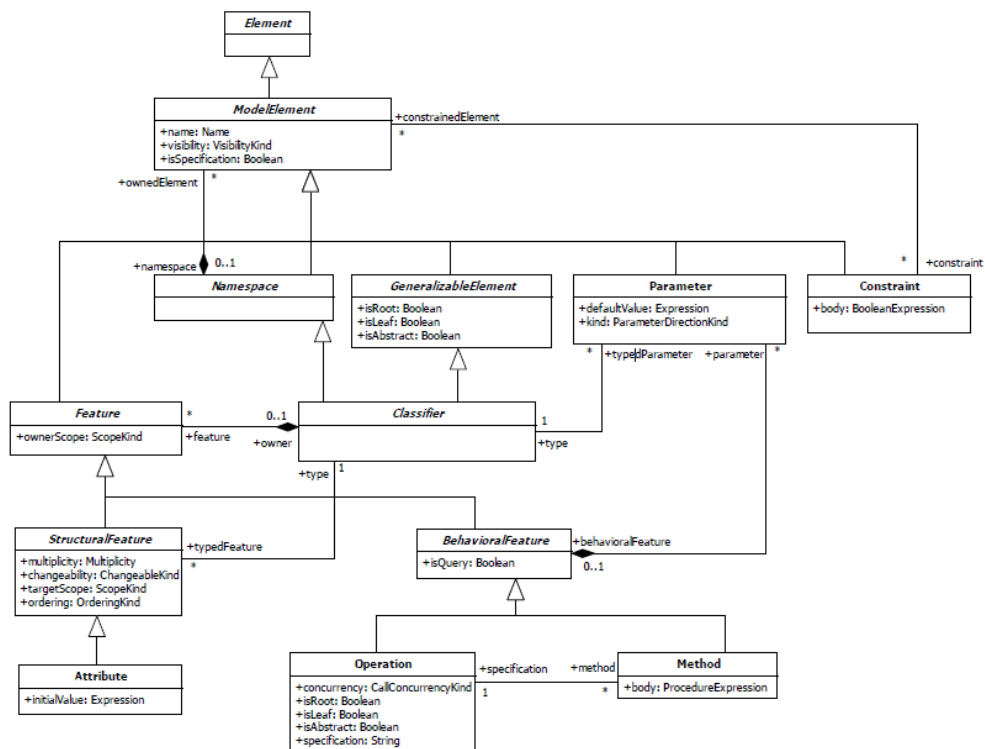 Element
ModelElement
+name: Name
+visibility: VisibilityKind
+isSpecification: Boolean
+constrainedElement
*
+ownedElement
*
+namespace
0..1
*
+constraint
Namespace
GeneralizableElement
+isRoot: Boolean
+isLeaf: Boolean
+isAbstract: Boolean
Parameter
+defaultValue: Expression
+kind: ParameterDirectionKind
Constraint
+body: BooleanExpression
*
+typedParameter
+parameter
*
Feature
+ownerScope: ScopeKind
*
+feature
0..1
+owner
Classifier
1
+type
+type
1
StructuralFeature
+multiplicity: Multiplicity
+changeability: ChangeableKind
+targetScope: ScopeKind
+ordering: OrderingKind
+typedFeature
*
BehavioralFeature
+isQuery: Boolean
+behavioralFeature
0..1
Attribute
+initialValue: Expression
Operation
+concurrency: CallConcurrencyKind
+isRoot: Boolean
+isLeaf: Boolean
+isAbstract: Boolean
+specification: String
+specification
1
+method
*
Method
+body: ProcedureExpression